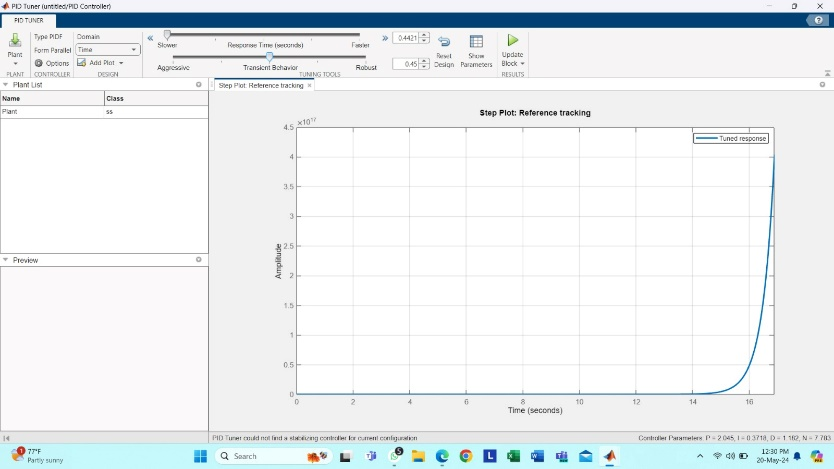 PID Tuner (untitled/PID Controller)
PID TUNER
Plant
Type PIDF
Form Parallel
Options
Domain
Time
Add Plot
Slower
Response Time (seconds)
Faster
0.4421
Aggressive
Transient Behavior
Robust
0.45
Reset
Design
Show
Parameters
Update
Block
PLANT
CONTROLLER
DESIGN
TUNING TOOLS
RESULTS
Plant List
Name
Class
Plant
ss
Preview
Step Plot: Reference tracking
Step Plot: Reference tracking
×10^17
Tuned response
4.5
4
3.5
3
2.5
2
1.5
1
0.5
0
Amplitude
0 2 4 6 8 10 12 14 16
Time (seconds)
PID Tuner could not find a stabilizing controller for current configuration
Controller Parameters: P = 2.045, I = 0.3718, D = 1.182, N = 7.783
1
77°F
Partly sunny
Search
5
L
12:30 PM
20-May-24